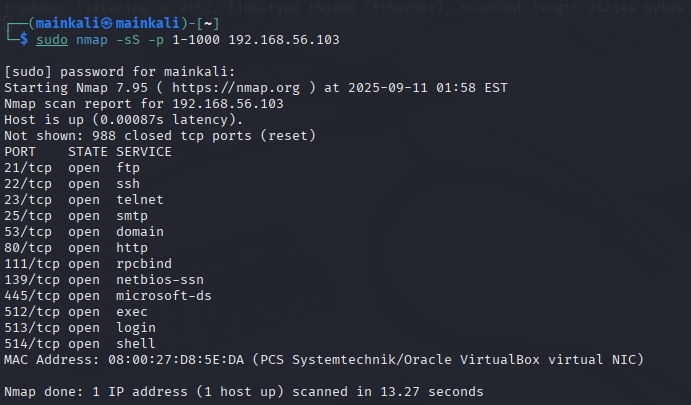 tcpdump: listening on eth1, link-type EN10MB (Ethernet), snapshot length 262144 bytes
┌──(mainkali㉿mainkali)-[~]
└─$ sudo nmap -sS -p 1-1000 192.168.56.103
[sudo] password for mainkali:
Starting Nmap 7.95 ( https://nmap.org ) at 2025-09-11 01:58 EST
Nmap scan report for 192.168.56.103
Host is up (0.00087s latency).
Not shown: 988 closed tcp ports (reset)
PORT    STATE SERVICE
21/tcp  open  ftp
22/tcp  open  ssh
23/tcp  open  telnet
25/tcp  open  smtp
53/tcp  open  domain
80/tcp  open  http
111/tcp open  rpcbind
139/tcp open  netbios-ssn
445/tcp open  microsoft-ds
512/tcp open  exec
513/tcp open  login
514/tcp open  shell
MAC Address: 08:00:27:D8:5E:DA (PCS Systemtechnik/Oracle VirtualBox virtual NIC)
Nmap done: 1 IP address (1 host up) scanned in 13.27 seconds